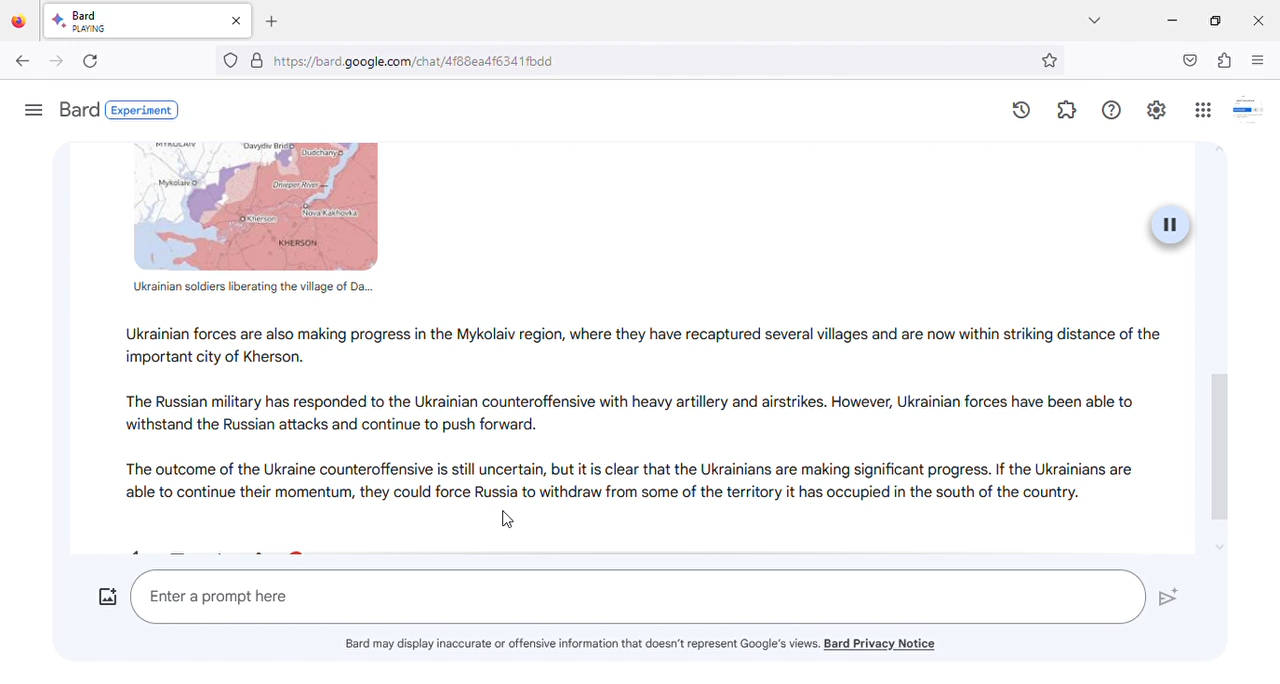 Bard
PLAYING
https://bard.google.com/chat/4f88ea4f6341fbdd
Bard Experiment
MYKOLAIV
Davydiv Brid
Dudchany
Mykolaiv
Dnieper River
Nova Kakhovka
Kherson
KHERSON
Ukrainian soldiers liberating the village of Da...
Ukrainian forces are also making progress in the Mykolaiv region, where they have recaptured several villages and are now within striking distance of the
important city of Kherson.
The Russian military has responded to the Ukrainian counteroffensive with heavy artillery and airstrikes. However, Ukrainian forces have been able to
withstand the Russian attacks and continue to push forward.
The outcome of the Ukraine counteroffensive is still uncertain, but it is clear that the Ukrainians are making significant progress. If the Ukrainians are
able to continue their momentum, they could force Russia to withdraw from some of the territory it has occupied in the south of the country.
Enter a prompt here
Bard may display inaccurate or offensive information that doesn't represent Google's views. Bard Privacy Notice